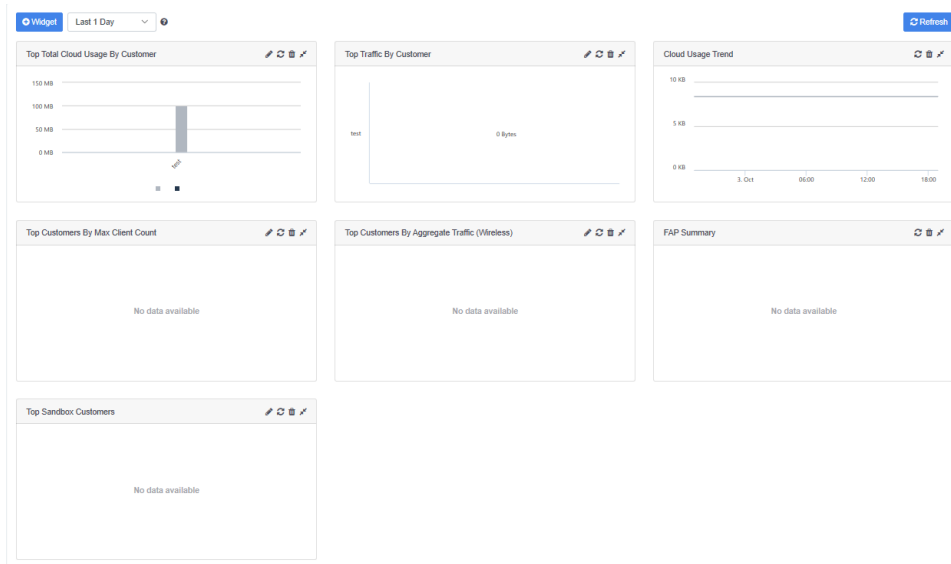 Widget
Last 1 Day
Refresh
Top Total Cloud Usage By Customer
150 MB
100 MB
50 MB
0 MB
test
Top Traffic By Customer
test
0 Bytes
Cloud Usage Trend
10 KB
5 KB
0 KB
3. Oct 06:00 12:00 18:00
Top Customers By Max Client Count
No data available
Top Customers By Aggregate Traffic (Wireless)
No data available
FAP Summary
No data available
Top Sandbox Customers
No data available